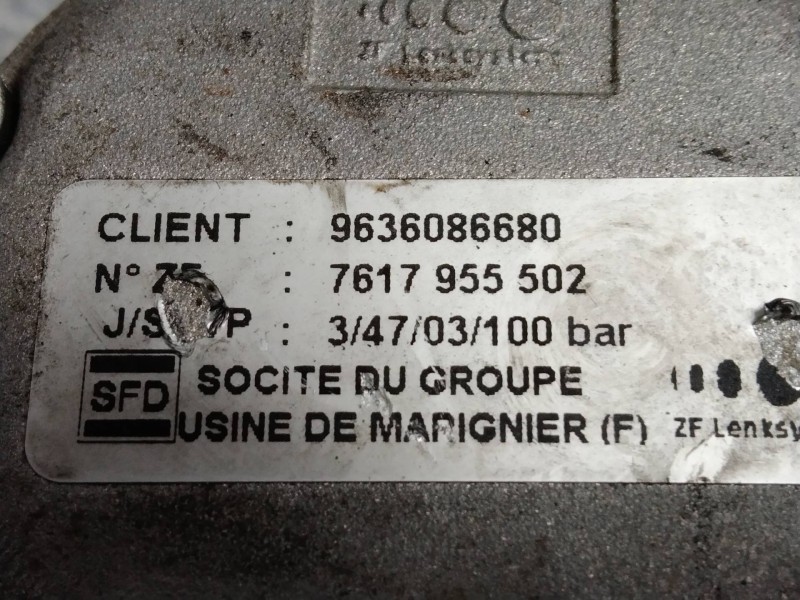 ZF Lenksysteme
CLIENT : 9636086680
N° ZF : 7617 955 502
: 3/47/03/100 bar
SFD SOCITE DU GROUPE
USINE DE MARIGNIER (F) ZF Lenksy